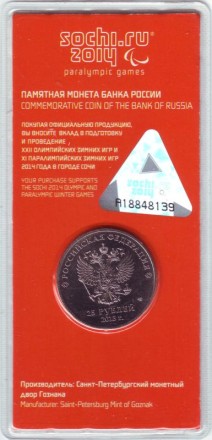 sochi.ru
2014
paralympic games
ПАМЯТНАЯ МОНЕТА БАНКА РОССИИ
COMMEMORATIVE COIN OF THE BANK OF RUSSIA
ПОКУПАЯ ОФИЦИАЛЬНУЮ ПРОДУКЦИЮ,
ВЫ ВНОСИТЕ ВКЛАД В ПОДГОТОВКУ
И ПРОВЕДЕНИЕ
XXII ОЛИМПИЙСКИХ ЗИМНИХ ИГР И
XI ПАРАЛИМПИЙСКИХ ЗИМНИХ ИГР
2014 ГОДА В ГОРОДЕ СОЧИ
YOUR PURCHASE SUPPORTS
THE SOCHI 2014 OLYMPIC AND
PARALYMPIC WINTER GAMES
sochi
2014
A18848139
РОССИЙСКАЯ ФЕДЕРАЦИЯ
25 РУБЛЕЙ
2013 г.
Производитель: Санкт-Петербургский монетный
двор Гознака
Manufacturer: Saint-Petersburg Mint of Goznak